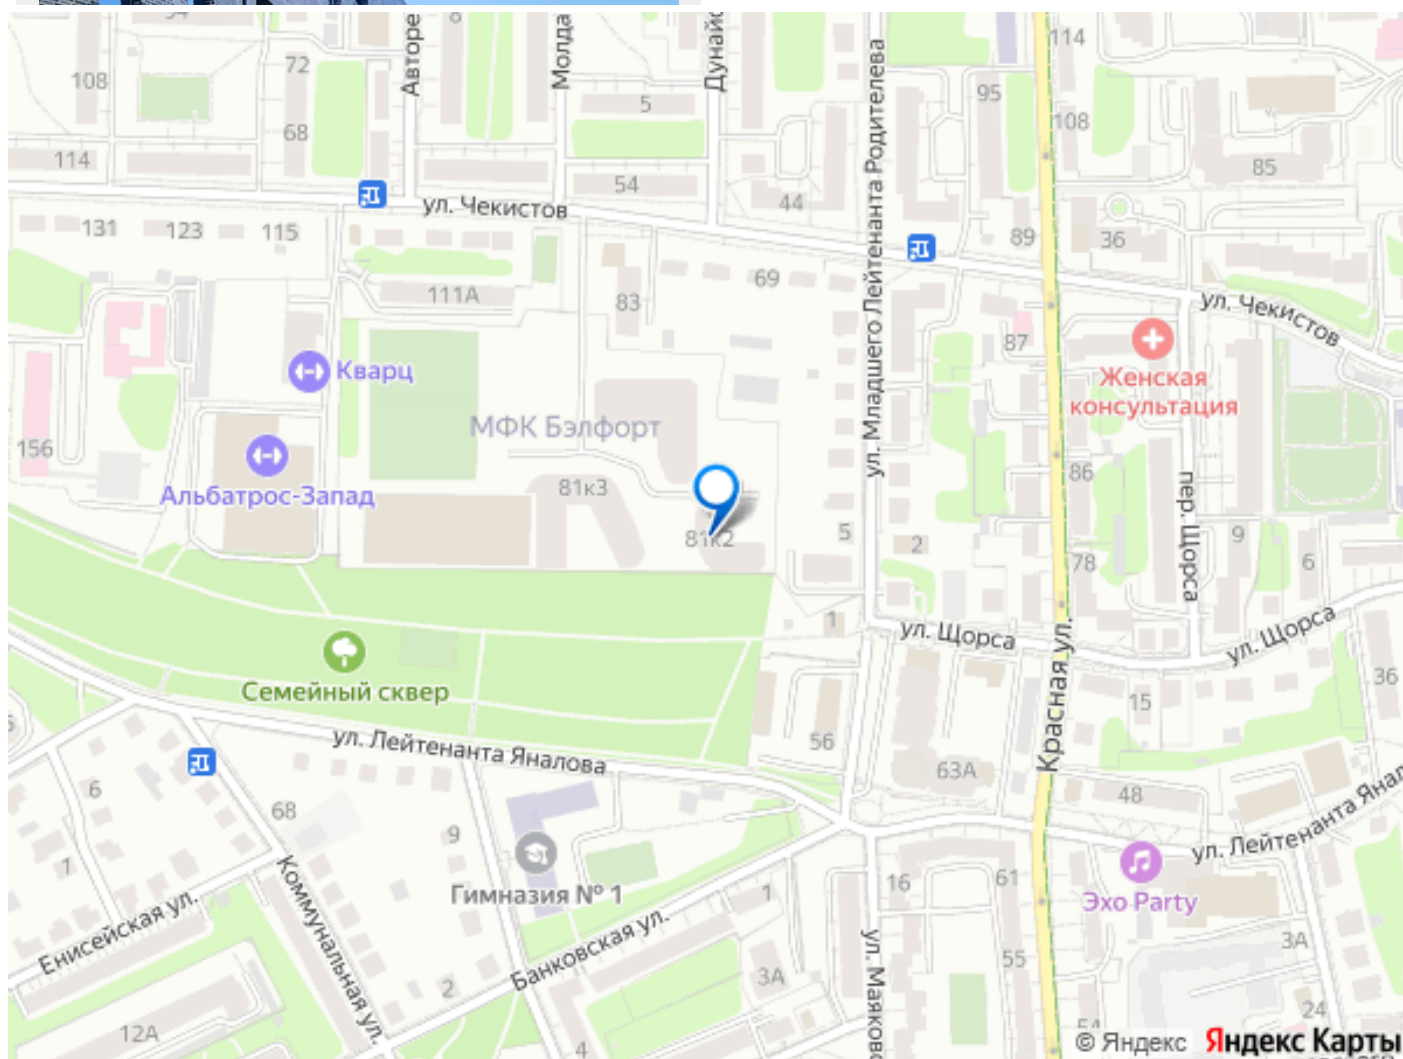 54
8
Авторе
Молда
Дунайс
114
108
72
5
95
ул. Младшего Лейтенанта Родителева
108
68
114
54
44
85
ул. Чекистов
131
123
115
89
36
111А
83
69
ул. Чекистов
87
Кварц
Женская
консультация
МФК Бэлфорт
156
Альбатрос-Запад
81к3
86
пер. Щорса
81к2
5
2
9
78
6
1
ул. Щорса
ул. Щорса
Семейный сквер
Красная ул.
36
15
ул. Лейтенанта Яналова
56
63А
6
48
68
9
ул. Лейтенанта Янал
1
Гимназия № 1
1
16
61
Эхо Party
Енисейская ул.
Коммунальная ул.
Банковская ул.
ул. Маяково
3А
55
3А
2
12А
4
24
© Яндекс
Яндекс Карты